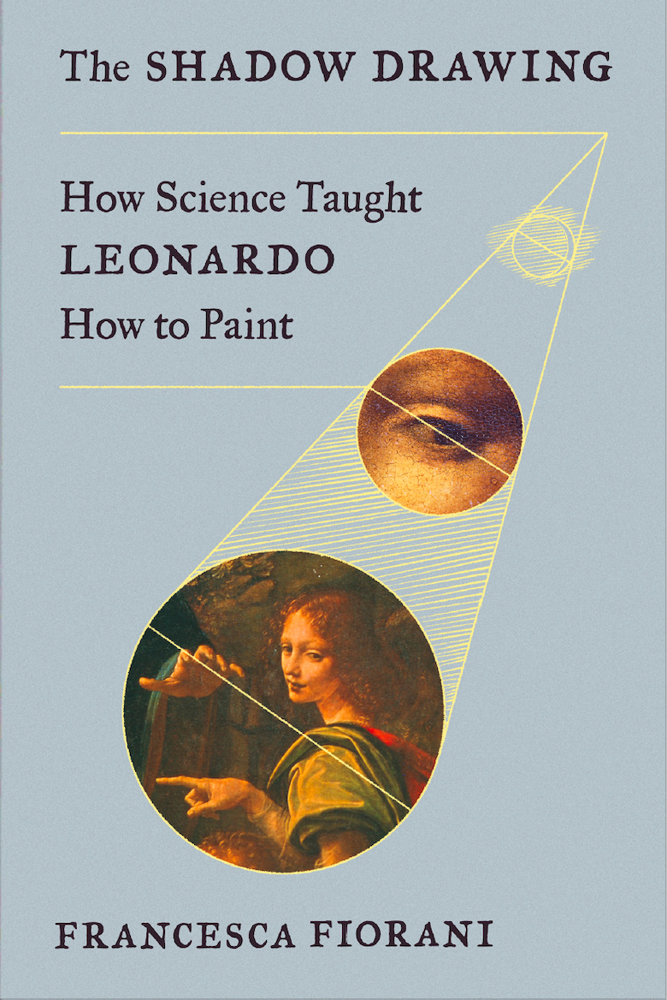 The SHADOW DRAWING
How Science Taught
LEONARDO
How to Paint
FRANCESCA FIORANI